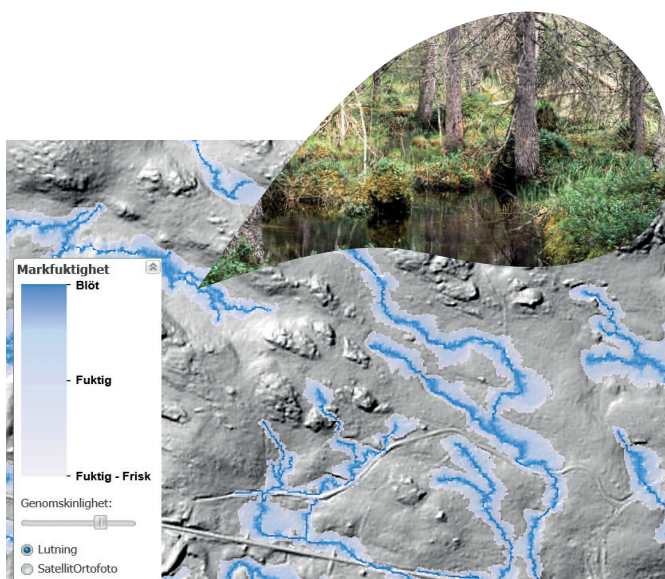 Markfuktighet
Blöt
Fuktig
Fuktig - Frisk
Genomskinlighet:
Lutning
SatellitOrtofoto